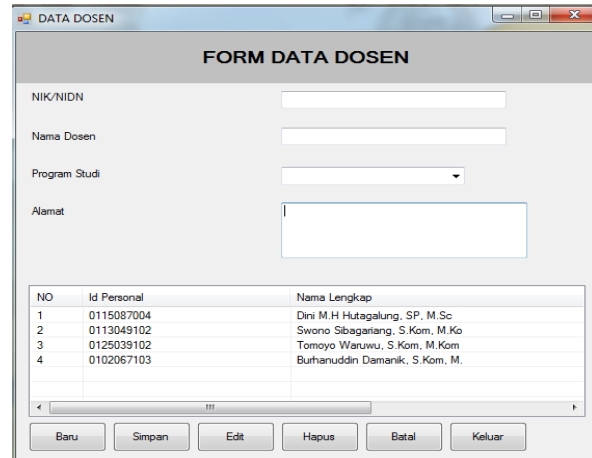 DATA DOSEN
FORM DATA DOSEN
NIK/NIDN
Nama Dosen
Program Studi
Alamat
NO Id Personal Nama Lengkap
1 0115087004 Dini M.H Hutagalung, SP, M.Sc
2 0113049102 Swono Sibagariang, S.Kom, M.Ko
3 0125039102 Tomoyo Waruwu, S.Kom, M.Kom
4 0102067103 Burhanuddin Damanik, S.Kom, M.
Baru Simpan Edit Hapus Batal Keluar